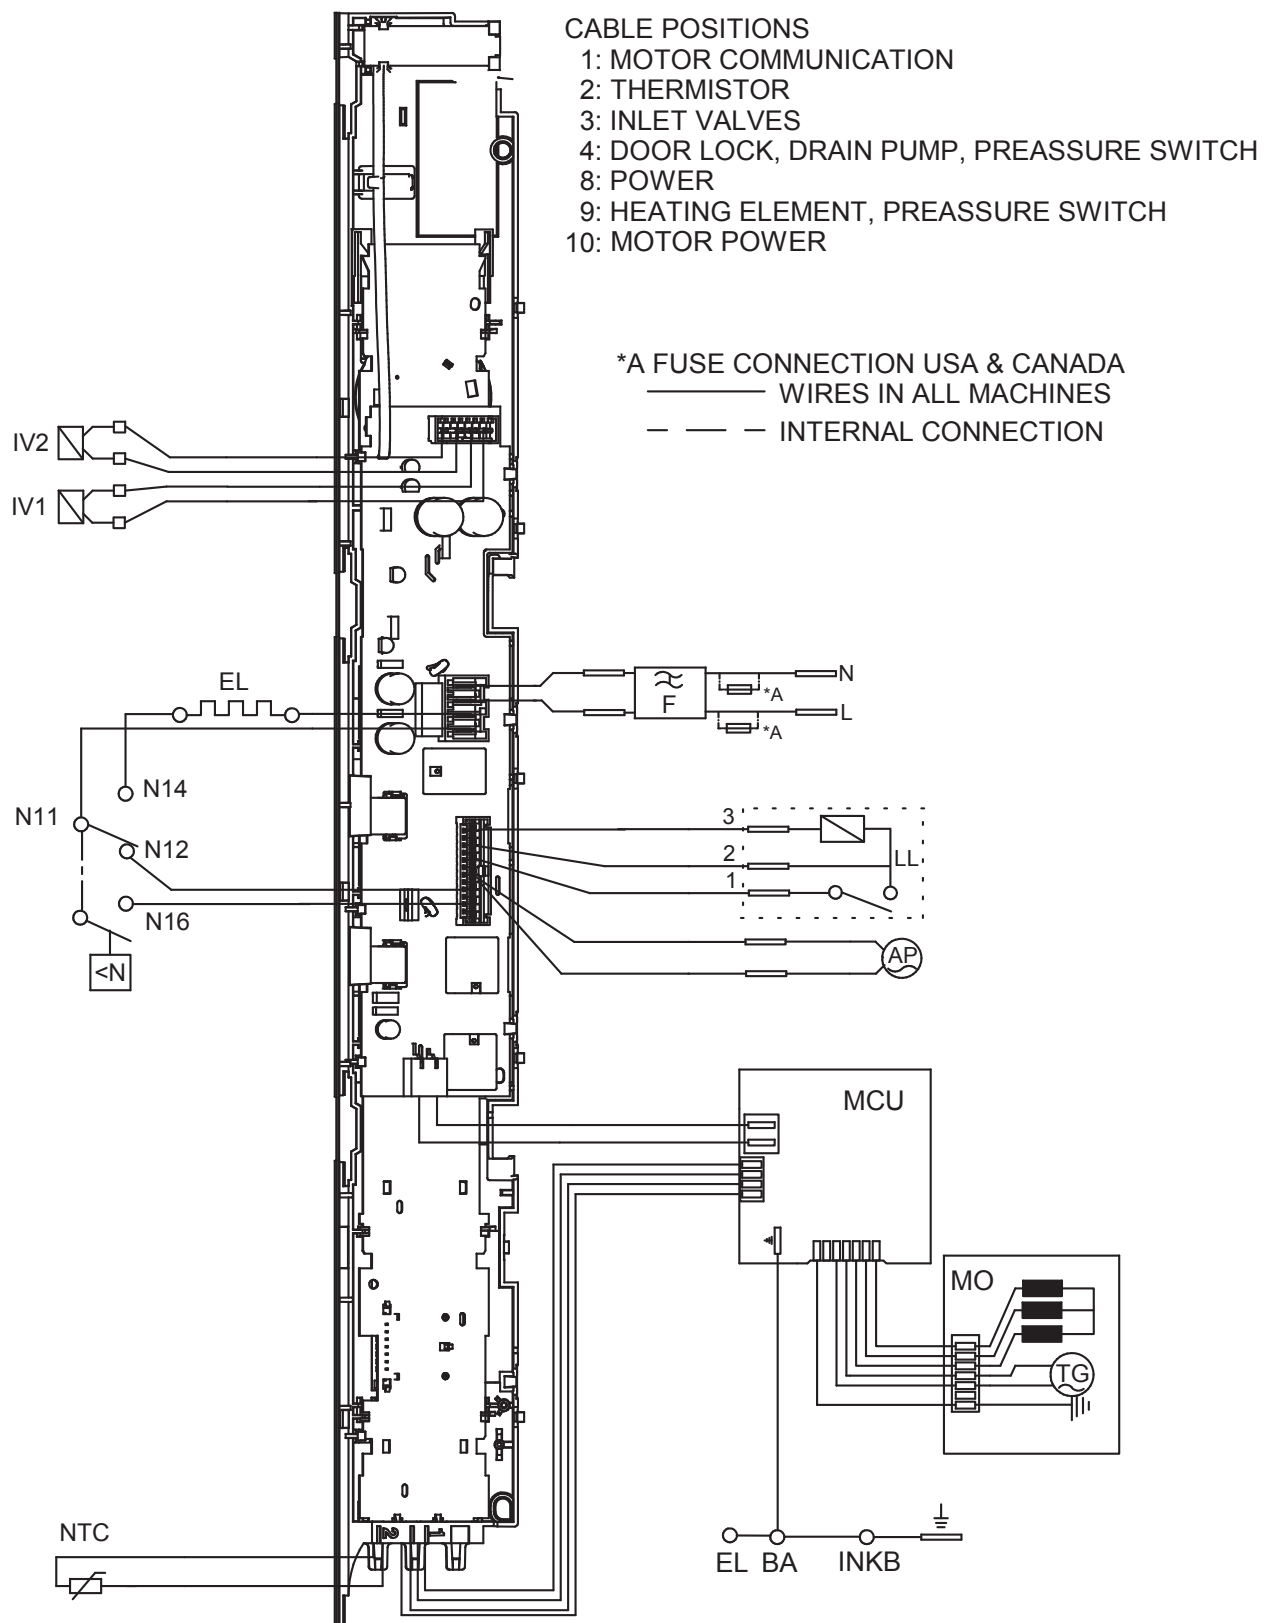 CABLE POSITIONS
1: MOTOR COMMUNICATION
2: THERMISTOR
3: INLET VALVES
4: DOOR LOCK, DRAIN PUMP, PREASSURE SWITCH
8: POWER
9: HEATING ELEMENT, PREASSURE SWITCH
10: MOTOR POWER
*A FUSE CONNECTION USA & CANADA
WIRES IN ALL MACHINES
INTERNAL CONNECTION
IV2
IV1
EL
N
F
*A
L
*A
N14
N11
N12
N16
<N
3
2
LL
1
AP
MCU
MO
TG
NTC
2
1
EL BA INKB